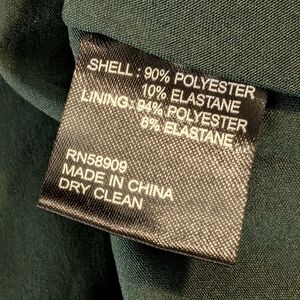 SHELL : 90% POLYESTER
10% ELASTANE
LINING : 94% POLYESTER
6% ELASTANE
RN58909
MADE IN CHINA
DRY CLEAN